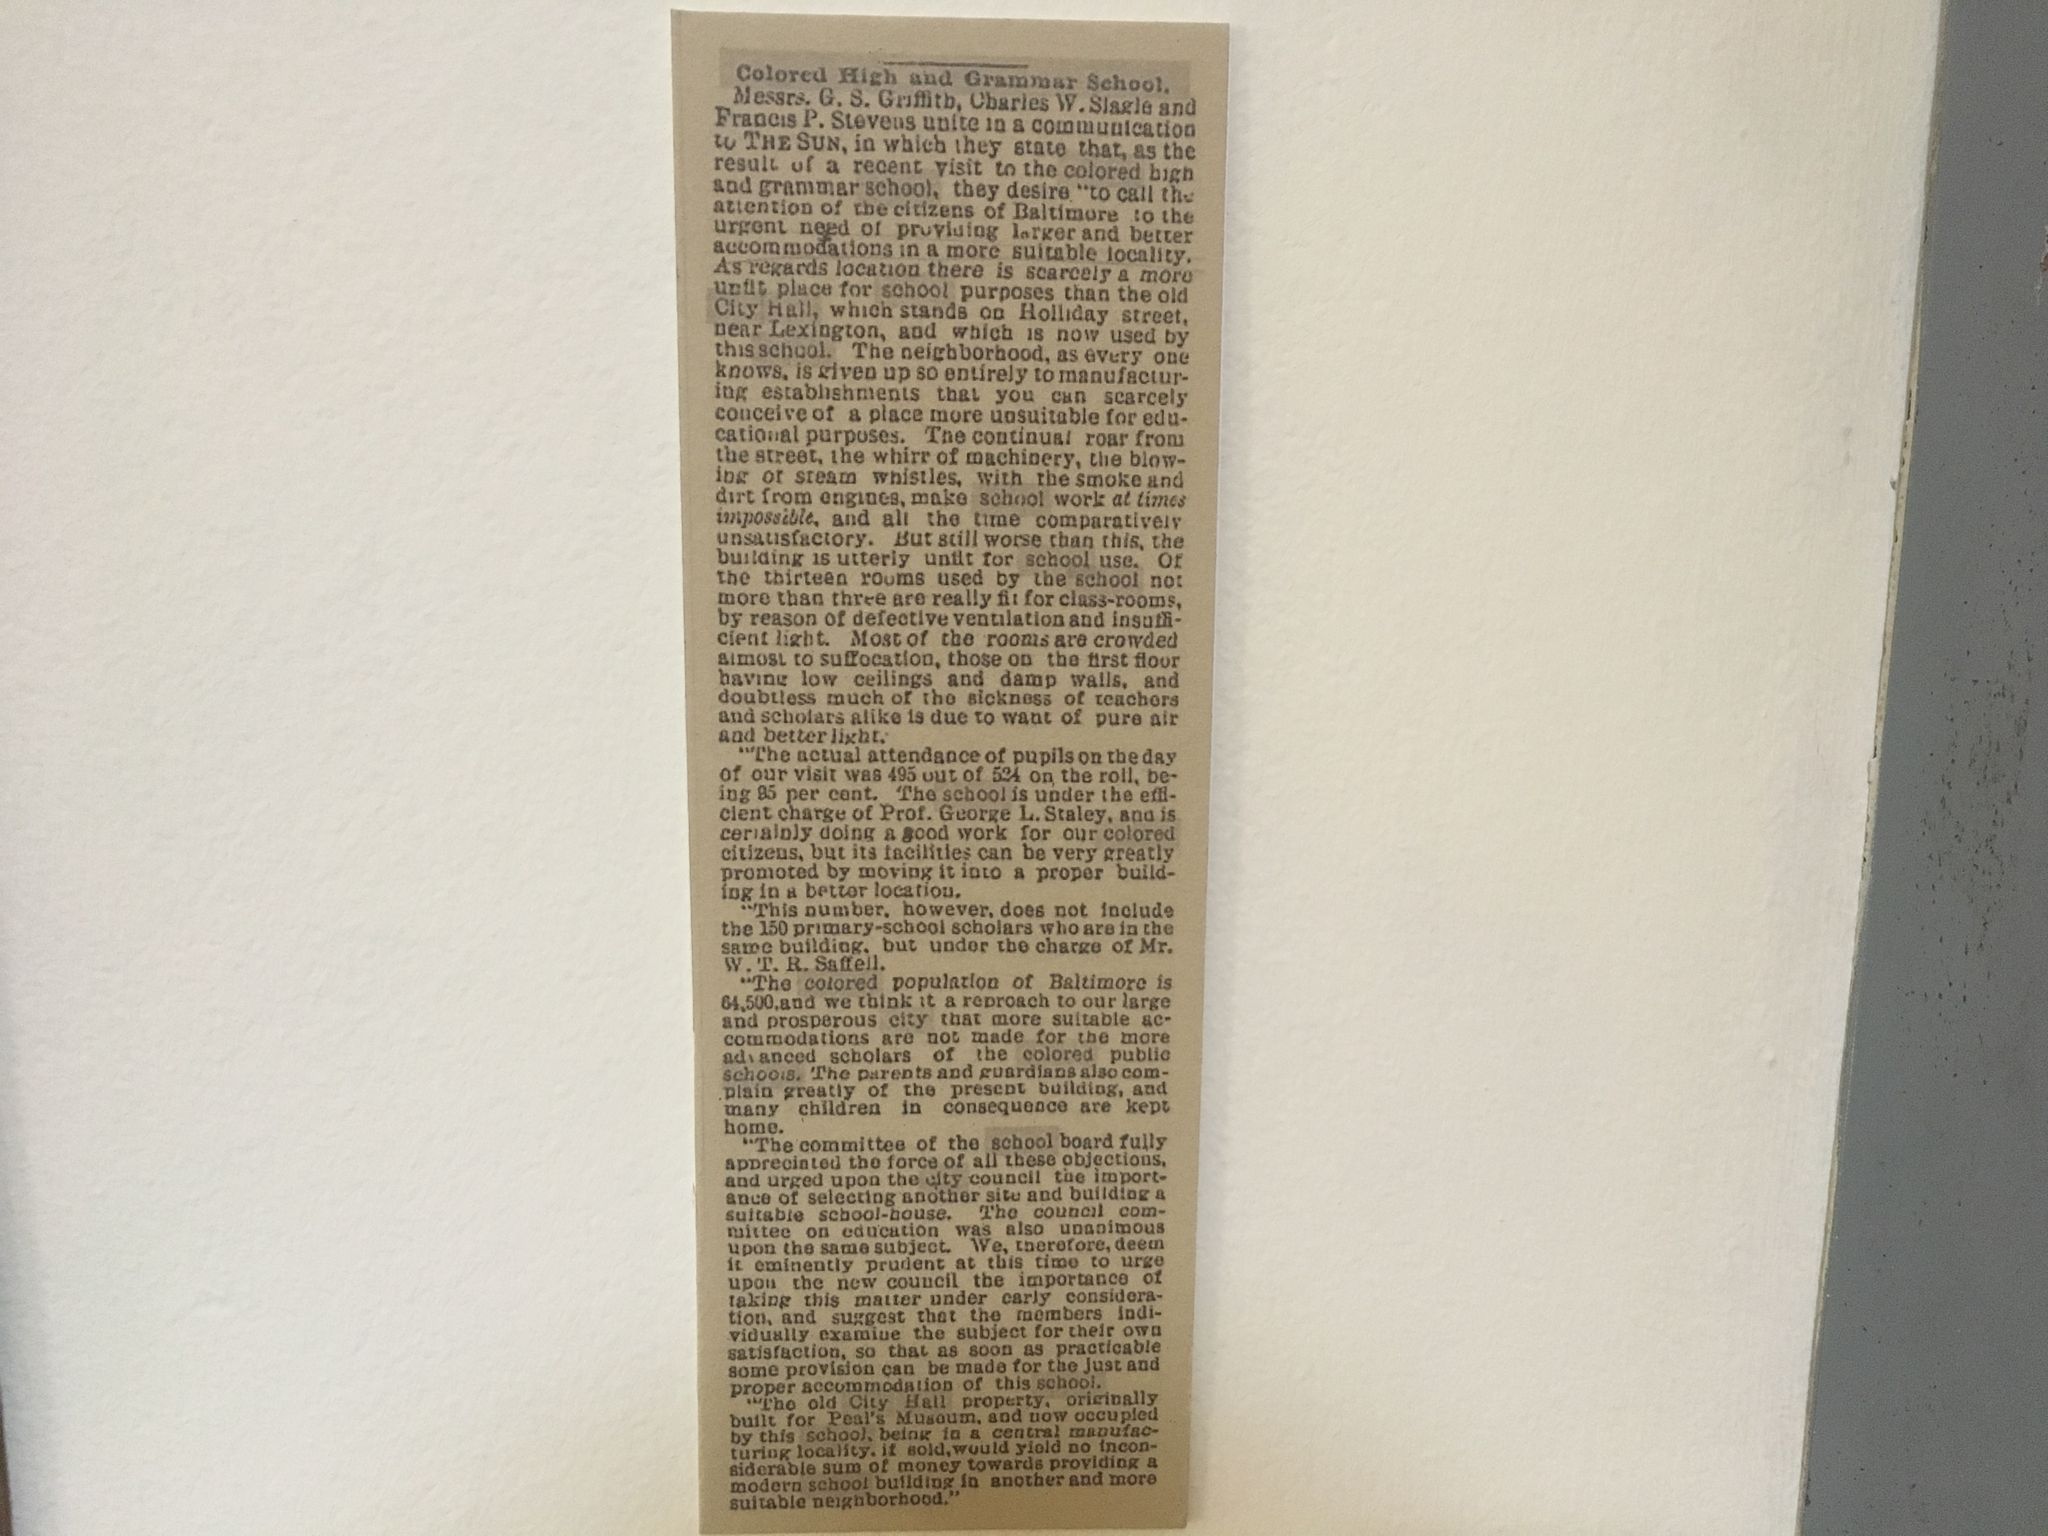 Colored High and Grammar School.
Messrs. G. S. Griffith, Charles W. Slagle and
Francis P. Stevens unite in a communication
to THE SUN, in which they state that, as the
result of a recent visit to the colored high
and grammar school, they desire "to call the
attention of the citizens of Baltimore to the
urgent need of providing larger and better
accommodations in a more suitable locality.
As regards location there is scarcely a more
unfit place for school purposes than the old
City Hall, which stands on Holliday street,
near Lexington, and which is now used by
this school. The neighborhood, as every one
knows, is given up so entirely to manufactur-
ing establishments that you can scarcely
conceive of a place more unsuitable for edu-
cational purposes. The continual roar from
the street, the whirr of machinery, the blow-
ing of steam whistles, with the smoke and
dirt from engines, make school work at times
impossible, and all the time comparatively
unsatisfactory. But still worse than this, the
building is utterly unfit for school use. Of
the thirteen rooms used by the school not
more than three are really fit for class-rooms,
by reason of defective ventilation and insuffi-
cient light. Most of the rooms are crowded
almost to suffocation, those on the first floor
having low ceilings and damp walls, and
doubtless much of the sickness of teachers
and scholars alike is due to want of pure air
and better light.
"The actual attendance of pupils on the day
of our visit was 495 out of 524 on the roll, be-
ing 95 per cent. The school is under the effi-
cient charge of Prof. George L. Staley, and is
certainly doing a good work for our colored
citizens, but its facilities can be very greatly
promoted by moving it into a proper build-
ing in a better location.
"This number, however, does not include
the 150 primary-school scholars who are in the
same building, but under the charge of Mr.
W. T. R. Saffell.
"The colored population of Baltimore is
64,500, and we think it a reproach to our large
and prosperous city that more suitable ac-
commodations are not made for the more
advanced scholars of the colored public
schools. The parents and guardians also com-
plain greatly of the present building, and
many children in consequence are kept
home.
"The committee of the school board fully
appreciated the force of all these objections,
and urged upon the city council the import-
ance of selecting another site and building a
suitable school-house. The council com-
mittee on education was also unanimous
upon the same subject. We, therefore, deem
it eminently prudent at this time to urge
upon the new council the importance of
taking this matter under early considera-
tion, and suggest that the members indi-
vidually examine the subject for their own
satisfaction, so that as soon as practicable
some provision can be made for the just and
proper accommodation of this school.
"The old City Hall property, originally
built for Peal's Museum, and now occupied
by this school, being in a central manufac-
turing locality, if sold, would yield no incon-
siderable sum of money towards providing a
modern school building in another and more
suitable neighborhood."